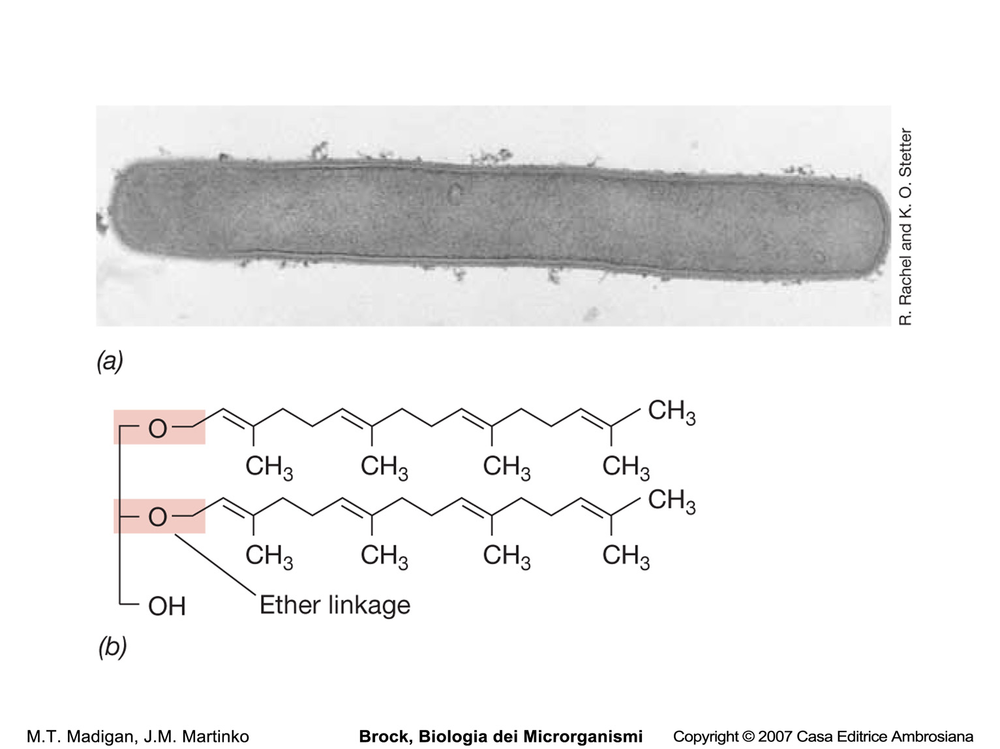 R. Rachel and K. O. Stetter
(a)
O
CH3
CH3
CH3
CH3
CH3
O
CH3
CH3
CH3
CH3
CH3
OH
Ether linkage
(b)
M.T. Madigan, J.M. Martinko
Brock, Biologia dei Microrganismi
Copyright © 2007 Casa Editrice Ambrosiana